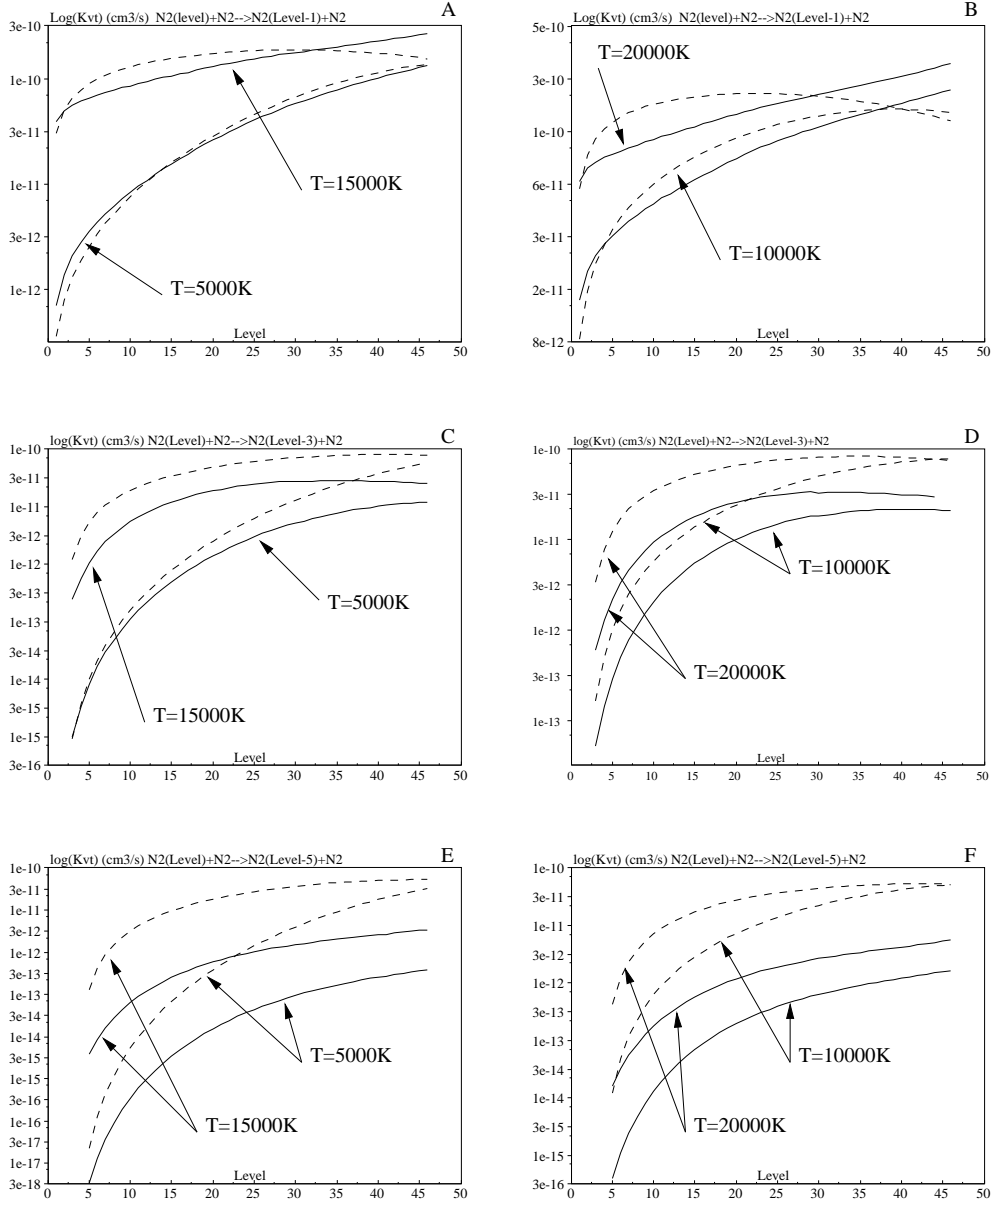 Log(Kvt) (cm3/s) N2(level)+N2-->N2(Level-1)+N2
A
3e-10
1e-10
3e-11
1e-11
3e-12
1e-12
T=15000K
T=5000K
Level
0 5 10 15 20 25 30 35 40 45 50
Log(Kvt) (cm3/s) N2(level)+N2-->N2(Level-1)+N2
B
5e-10
3e-10
1e-10
6e-11
3e-11
2e-11
8e-12
T=20000K
T=10000K
Level
0 5 10 15 20 25 30 35 40 45 50
log(Kvt) (cm3/s) N2(Level)+N2-->N2(Level-3)+N2
C
1e-10
3e-11
1e-11
3e-12
1e-12
3e-13
1e-13
3e-14
1e-14
3e-15
1e-15
3e-16
T=5000K
T=15000K
Level
0 5 10 15 20 25 30 35 40 45 50
log(Kvt) (cm3/s) N2(Level)+N2-->N2(Level-3)+N2
D
1e-10
3e-11
1e-11
3e-12
1e-12
3e-13
1e-13
T=10000K
T=20000K
Level
0 5 10 15 20 25 30 35 40 45 50
log(Kvt) (cm3/s) N2(Level)+N2-->N2(Level-5)+N2
E
1e-10
3e-11
1e-11
3e-12
1e-12
3e-13
1e-13
3e-14
1e-14
3e-15
1e-15
3e-16
1e-16
3e-17
1e-17
3e-18
T=5000K
T=15000K
Level
0 5 10 15 20 25 30 35 40 45 50
log(Kvt) (cm3/s) N2(Level)+N2-->N2(Level-5)+N2
F
1e-10
3e-11
1e-11
3e-12
1e-12
3e-13
1e-13
3e-14
1e-14
3e-15
1e-15
3e-16
T=10000K
T=20000K
Level
0 5 10 15 20 25 30 35 40 45 50